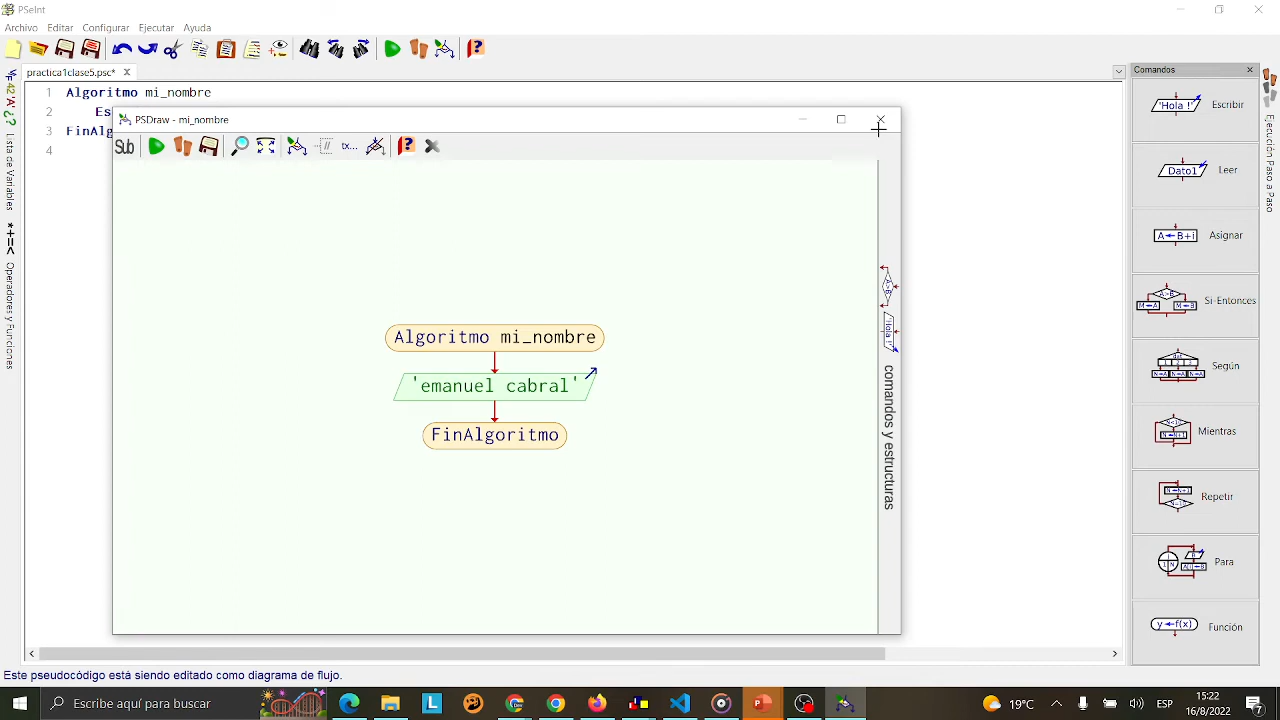 PSeInt
Archivo Editar Configurar Ejecutar Ayuda
practica1clase5.psc* x
Comandos
1 Algoritmo mi_nombre
2 Es
3 FinAlg
4
PSDraw - mi_nombre
Sub
tx...
Algoritmo mi_nombre
'emanuel cabral'
FinAlgoritmo
comandos y estructuras
Lista de Variables
Operadores y Funciones
'Hola !' Escribir
Dato1 Leer
A←B+i Asignar
Si-Entonces
Según
Mientras
Repetir
Para
y←f(x) Función
Ejecución Paso a Paso
Este pseudocódigo está siendo editado como diagrama de flujo.
Escribe aquí para buscar
19°C
ESP
15:22
16/8/2022